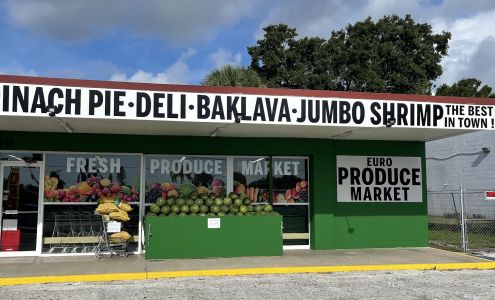 INACH PIE·DELI·BAKLAVA·JUMBO SHRIMP THE BEST
IN TOWN !
FRESH PRODUCE MARKET
EURO
PRODUCE
MARKET